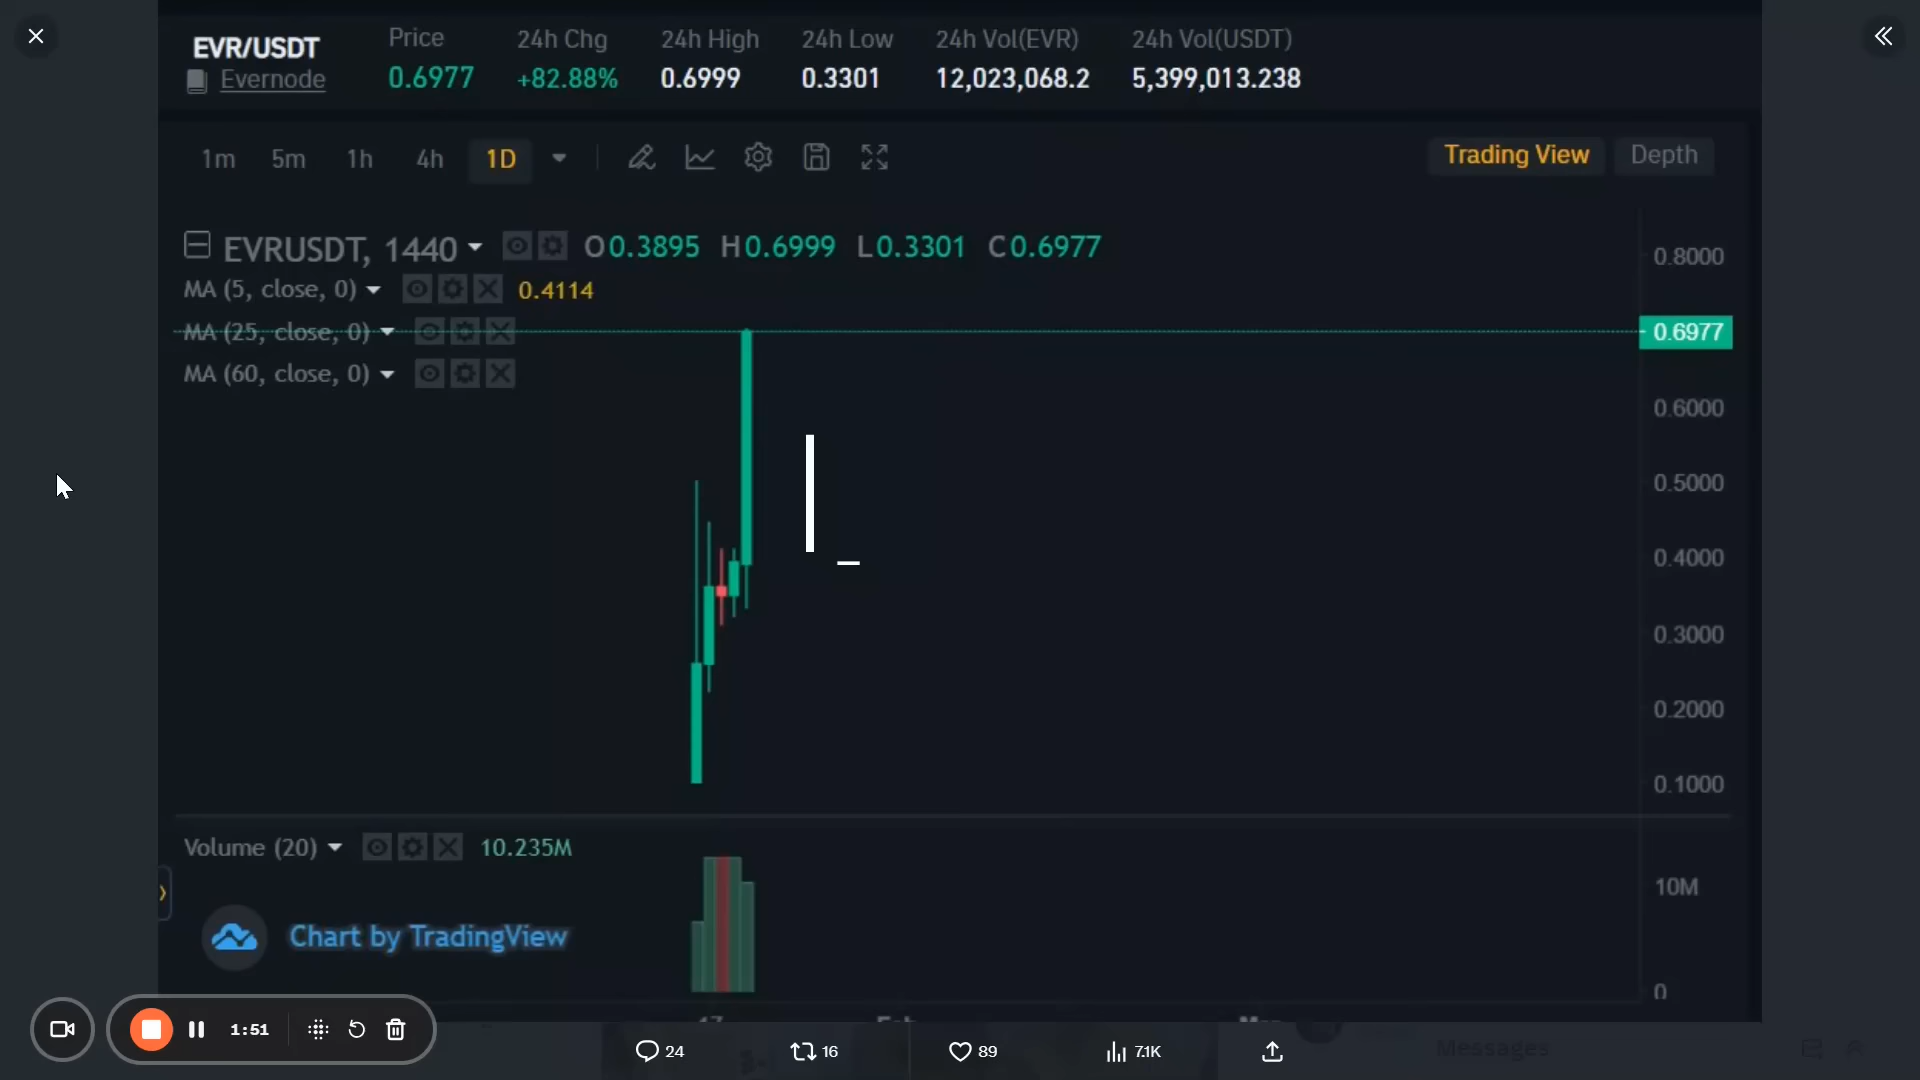 EVR/USDT
Evernode
Price
0.6977
24h Chg
+82.88%
24h High
0.6999
24h Low
0.3301
24h Vol(EVR)
12,023,068.2
24h Vol(USDT)
5,399,013.238
1m 5m 1h 4h 1D
Trading View Depth
EVRUSDT, 1440 O0.3895 H0.6999 L0.3301 C0.6977
MA (5, close, 0) 0.4114
MA (25, close, 0)
MA (60, close, 0)
0.8000
0.6977
0.6000
0.5000
0.4000
0.3000
0.2000
0.1000
Volume (20) 10.235M
10M
0
Chart by TradingView
1:51
24 16 89 7.1K
Messages